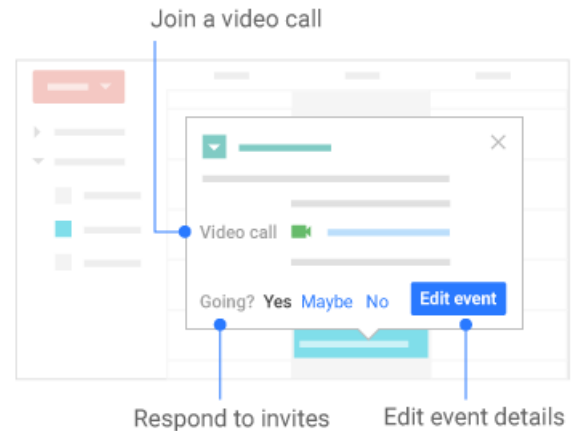 Join a video call
Video call
Going? Yes Maybe No Edit event
Respond to invites Edit event details